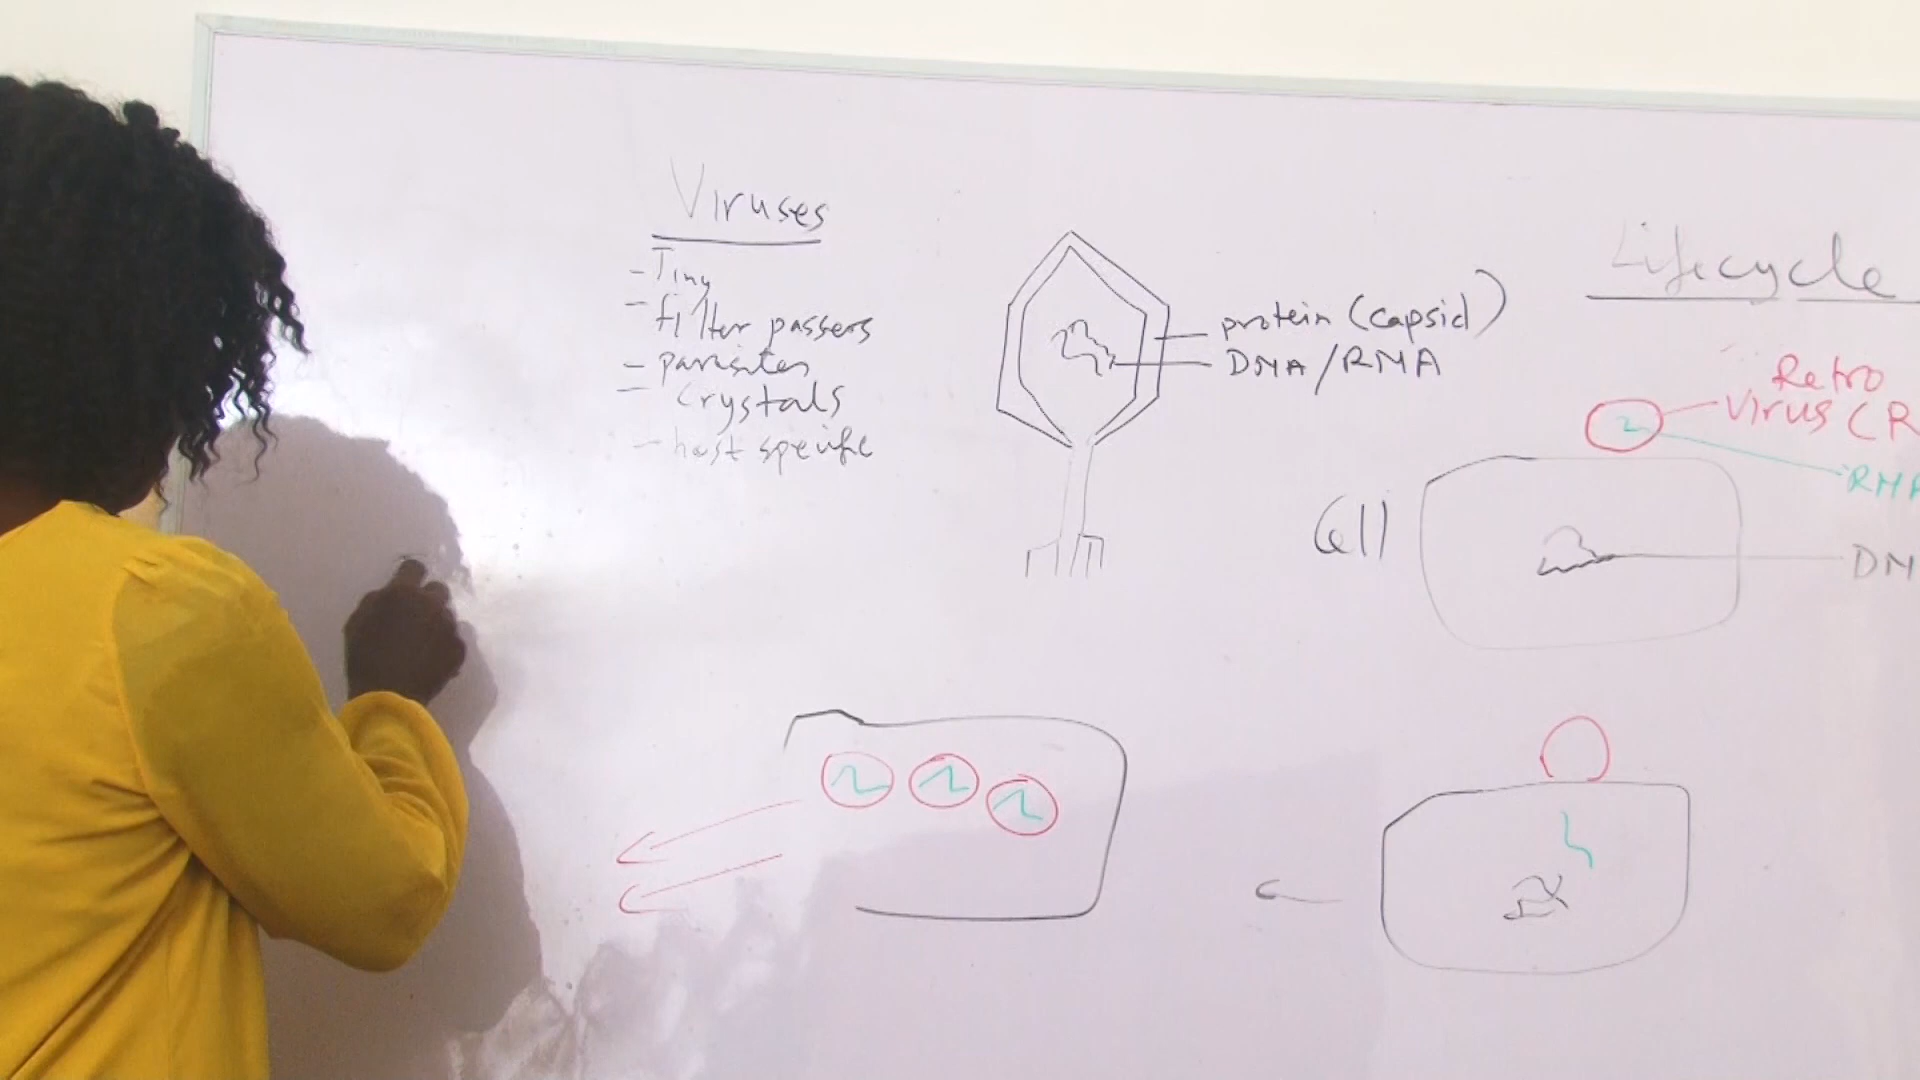 Viruses
- Tiny
- filter passers
- parasites
- Crystals
- host specific
protein (capsid)
DNA/RNA
Lifecycle
Retro
Virus (R
RNA
Cell
DN